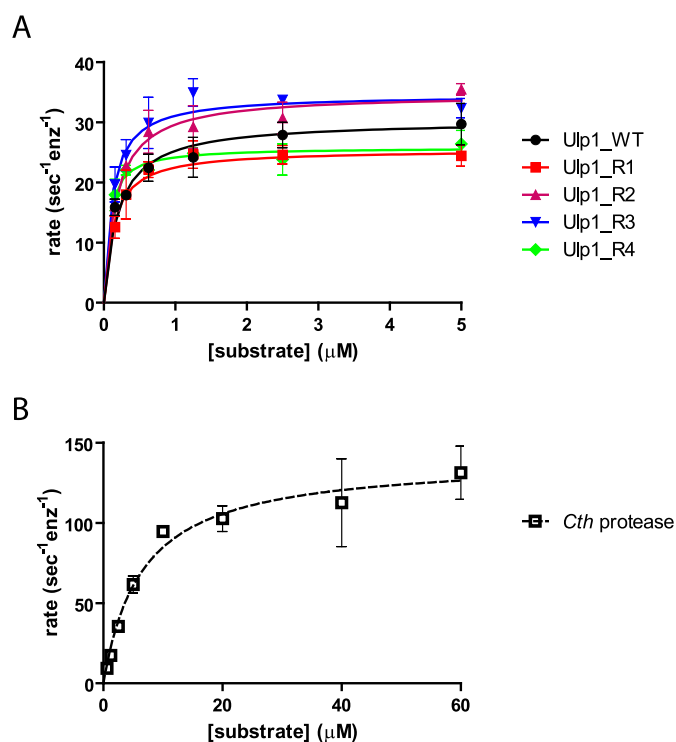 A
40
30
20
10
0
rate (sec⁻¹enz⁻¹)
0 1 2 3 4 5
[substrate] (μM)
Ulp1_WT
Ulp1_R1
Ulp1_R2
Ulp1_R3
Ulp1_R4
B
150
100
50
0
rate (sec⁻¹enz⁻¹)
0 20 40 60
[substrate] (μM)
Cth protease